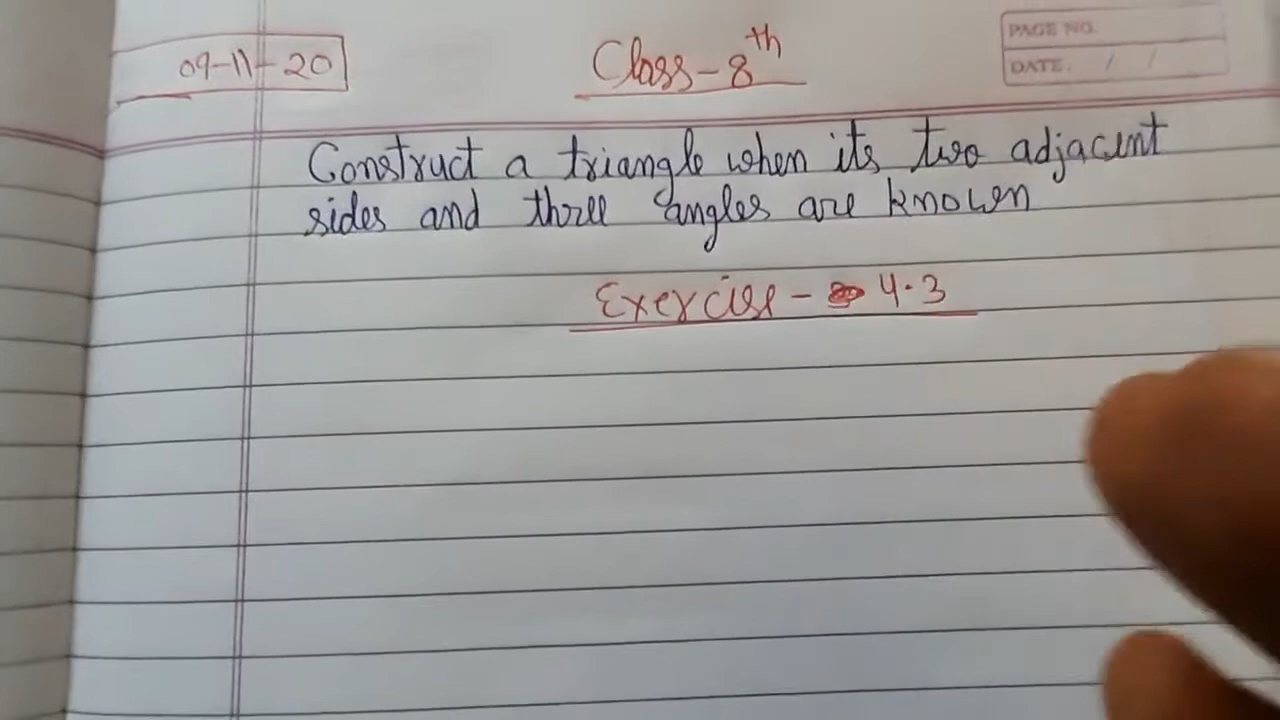 09-11-20
Class-8th
PAGE NO.
DATE: / /
Construct a triangle when its two adjacent
sides and three angles are known
Exercise - 4.3